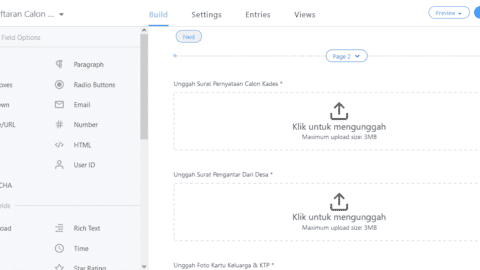 ftaran Calon ...
Build
Settings
Entries
Views
Preview
Field Options
Paragraph
oxes
Radio Buttons
own
Email
e/URL
Number
HTML
User ID
CHA
elds
load
Rich Text
Time
Star Rating
Next
Page 2
Unggah Surat Pernyataan Calon Kades *
Klik untuk mengunggah
Maximum upload size: 3MB
Unggah Surat Pengantar Dari Desa *
Klik untuk mengunggah
Maximum upload size: 3MB
Unggah Foto Kartu Keluarga & KTP *